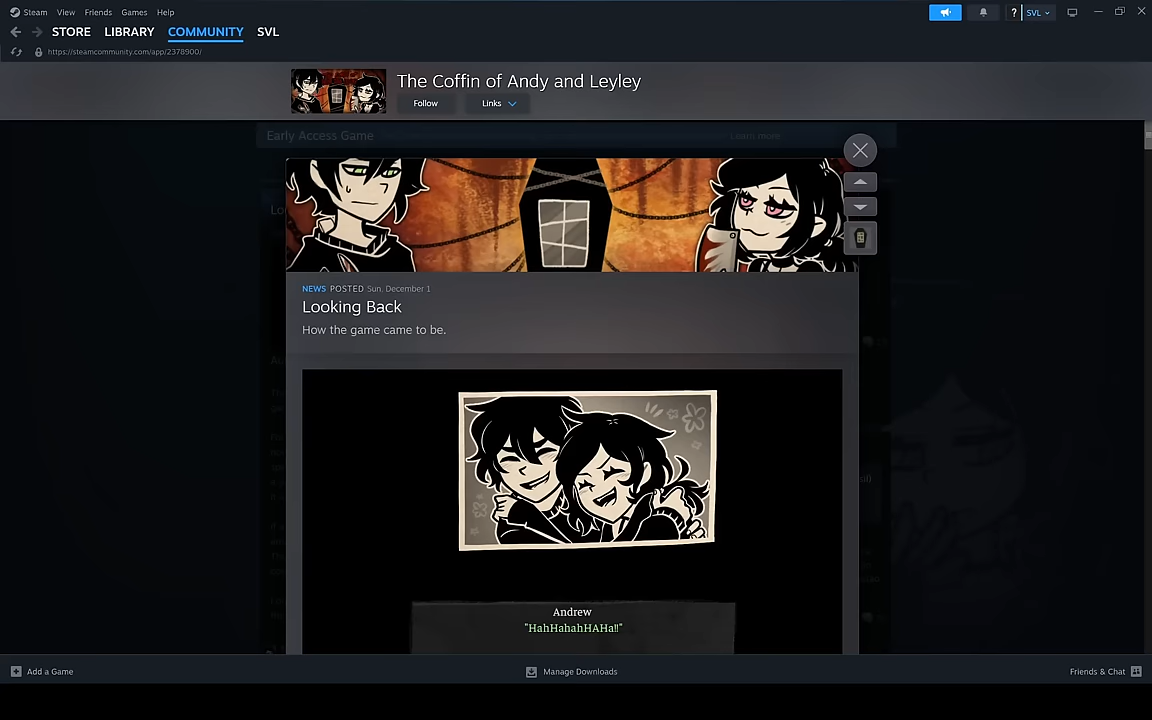 Steam View Friends Games Help
? SVL
STORE LIBRARY COMMUNITY SVL
https://steamcommunity.com/app/2378900/
The Coffin of Andy and Leyley
Follow Links
Early Access Game Learn more
NEWS POSTED Sun, December 1
Looking Back
How the game came to be.
Andrew
"HahHahahHAHa!!"
Add a Game Manage Downloads Friends & Chat